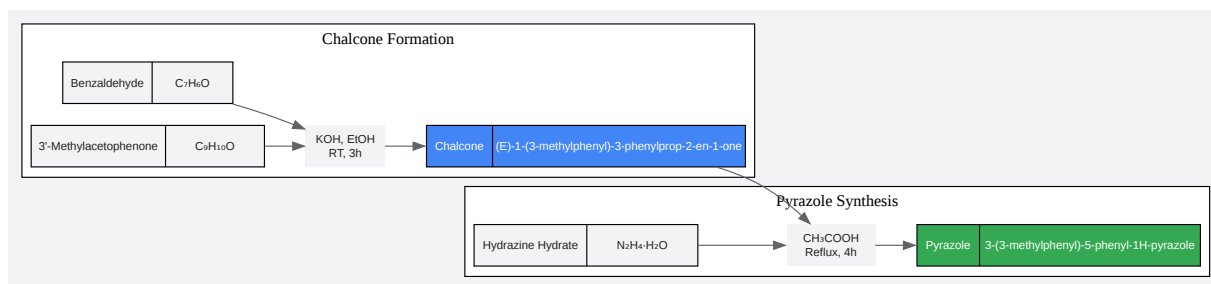 Chalcone Formation
Benzaldehyde C₇H₆O
3'-Methylacetophenone C₉H₁₀O
KOH, EtOH
RT, 3h
Chalcone (E)-1-(3-methylphenyl)-3-phenylprop-2-en-1-one
Pyrazole Synthesis
Hydrazine Hydrate N₂H₄·H₂O
CH₃COOH
Reflux, 4h
Pyrazole 3-(3-methylphenyl)-5-phenyl-1H-pyrazole